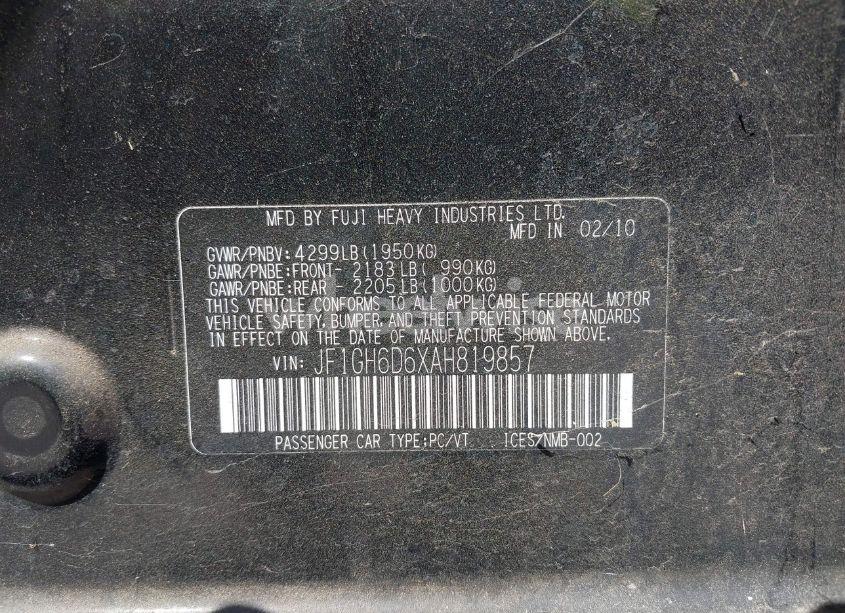 MFD BY FUJI HEAVY INDUSTRIES LTD.
MFD IN 02/10
GVWR/PNBV: 4299LB(1950KG)
GAWR/PNBE:FRONT- 2183LB( 990KG)
GAWR/PNBE:REAR - 2205LB(1000KG)
THIS VEHICLE CONFORMS TO ALL APPLICABLE FEDERAL MOTOR
VEHICLE SAFETY, BUMPER, AND THEFT PREVENTION STANDARDS
IN EFFECT ON THE DATE OF MANUFACTURE SHOWN ABOVE.
VIN: JF1GH6D6XAH819857
PASSENGER CAR TYPE:PC/VT ICES/NMB-002